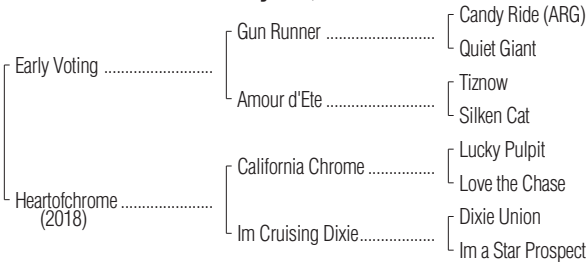 Candy Ride (ARG)
Gun Runner ........................
Quiet Giant
Early Voting ........................
Tiznow
Amour d'Ete ........................
Silken Cat
Lucky Pulpit
California Chrome ...............
Love the Chase
Heartofchrome ....................
(2018)
Dixie Union
Im Cruising Dixie.................
Im a Star Prospect